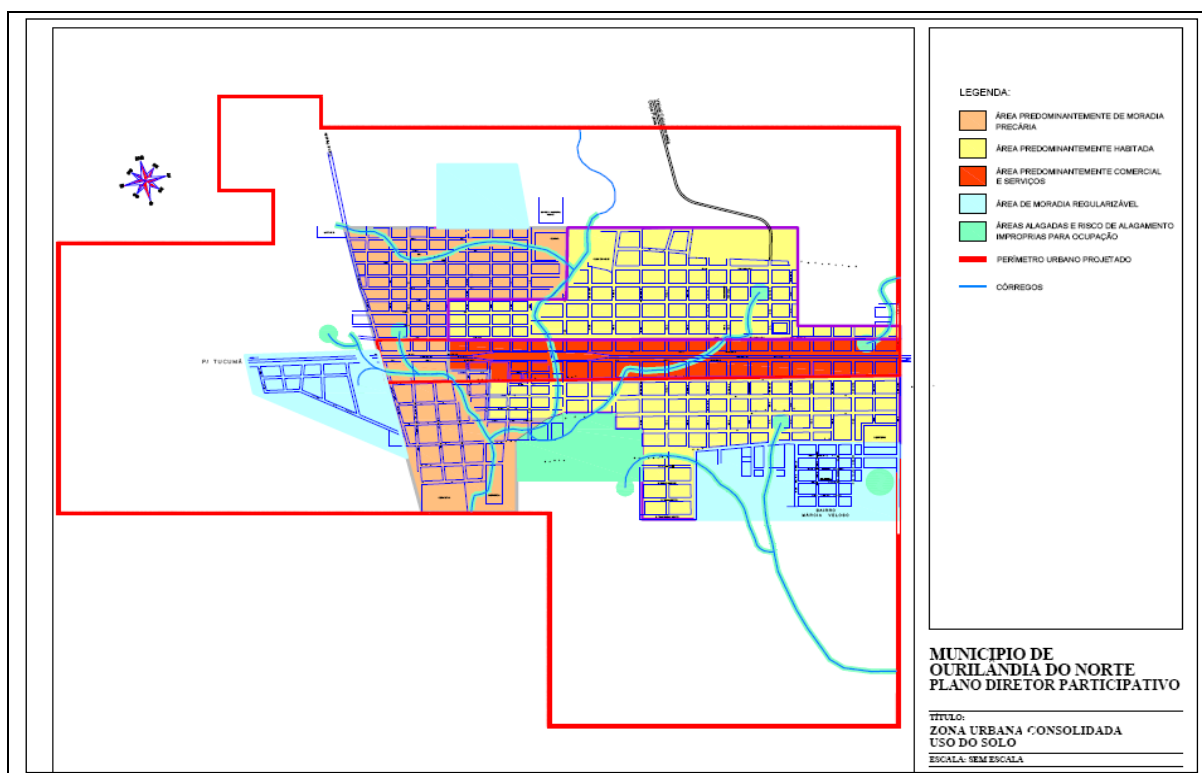 LEGENDA:
ÁREA PREDOMINANTEMENTE DE MORADIA
PRECÁRIA
ÁREA PREDOMINANTEMENTE HABITADA
ÁREA PREDOMINANTEMENTE COMERCIAL
E SERVIÇOS
ÁREA DE MORADIA REGULARIZÁVEL
ÁREAS ALAGADAS E RISCO DE ALAGAMENTO
IMPROPRIAS PARA OCUPAÇÃO
PERÍMETRO URBANO PROJETADO
CÓRREGOS
P/ TUCUMÃ
BAIRRO
MÁRCIA VELOSO
MUNICÍPIO DE
OURILÂNDIA DO NORTE
PLANO DIRETOR PARTICIPATIVO
TÍTULO:
ZONA URBANA CONSOLIDADA
USO DO SOLO
ESCALA: SEM ESCALA